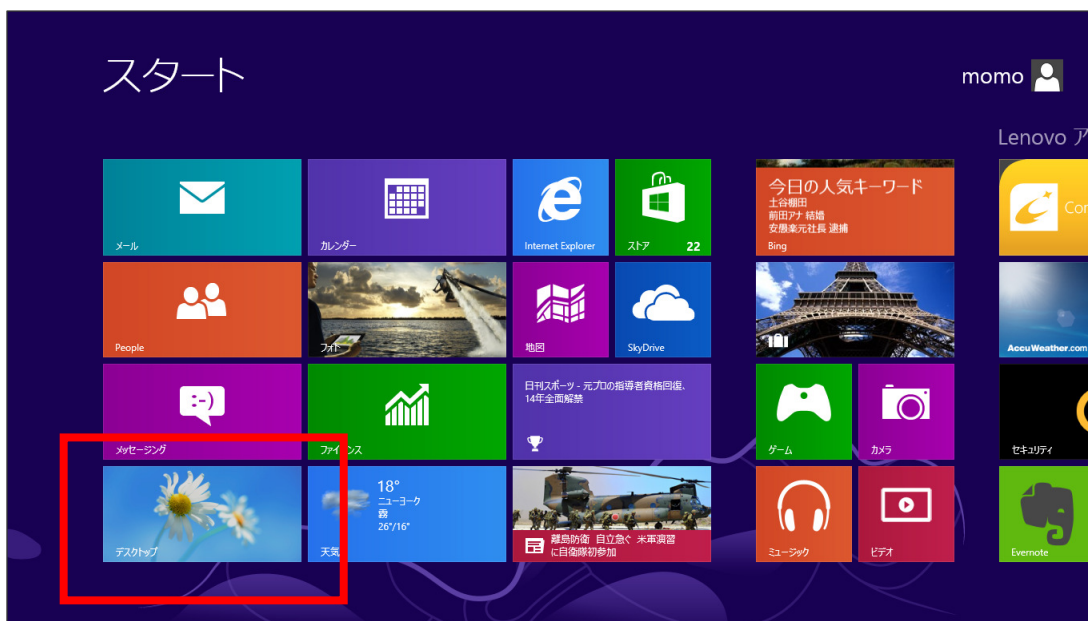 スタート
momo
Lenovo ア
メール
カレンダー
Internet Explorer
ストア 22
今日の人気キーワード
土谷棚田
前田アナ 結婚
安愚楽元社長 逮捕
Bing
People
フォト
地図
SkyDrive
AccuWeather.com
メッセージング
ファイナンス
日刊スポーツ - 元プロの指導者資格回復、
14年全面解禁
ゲーム
カメラ
セキュリティ
デスクトップ
18°
ニューヨーク
霧
26°/16°
天気
離島防衛 自立急ぐ 米軍演習
に自衛隊初参加
ミュージック
ビデオ
Evernote